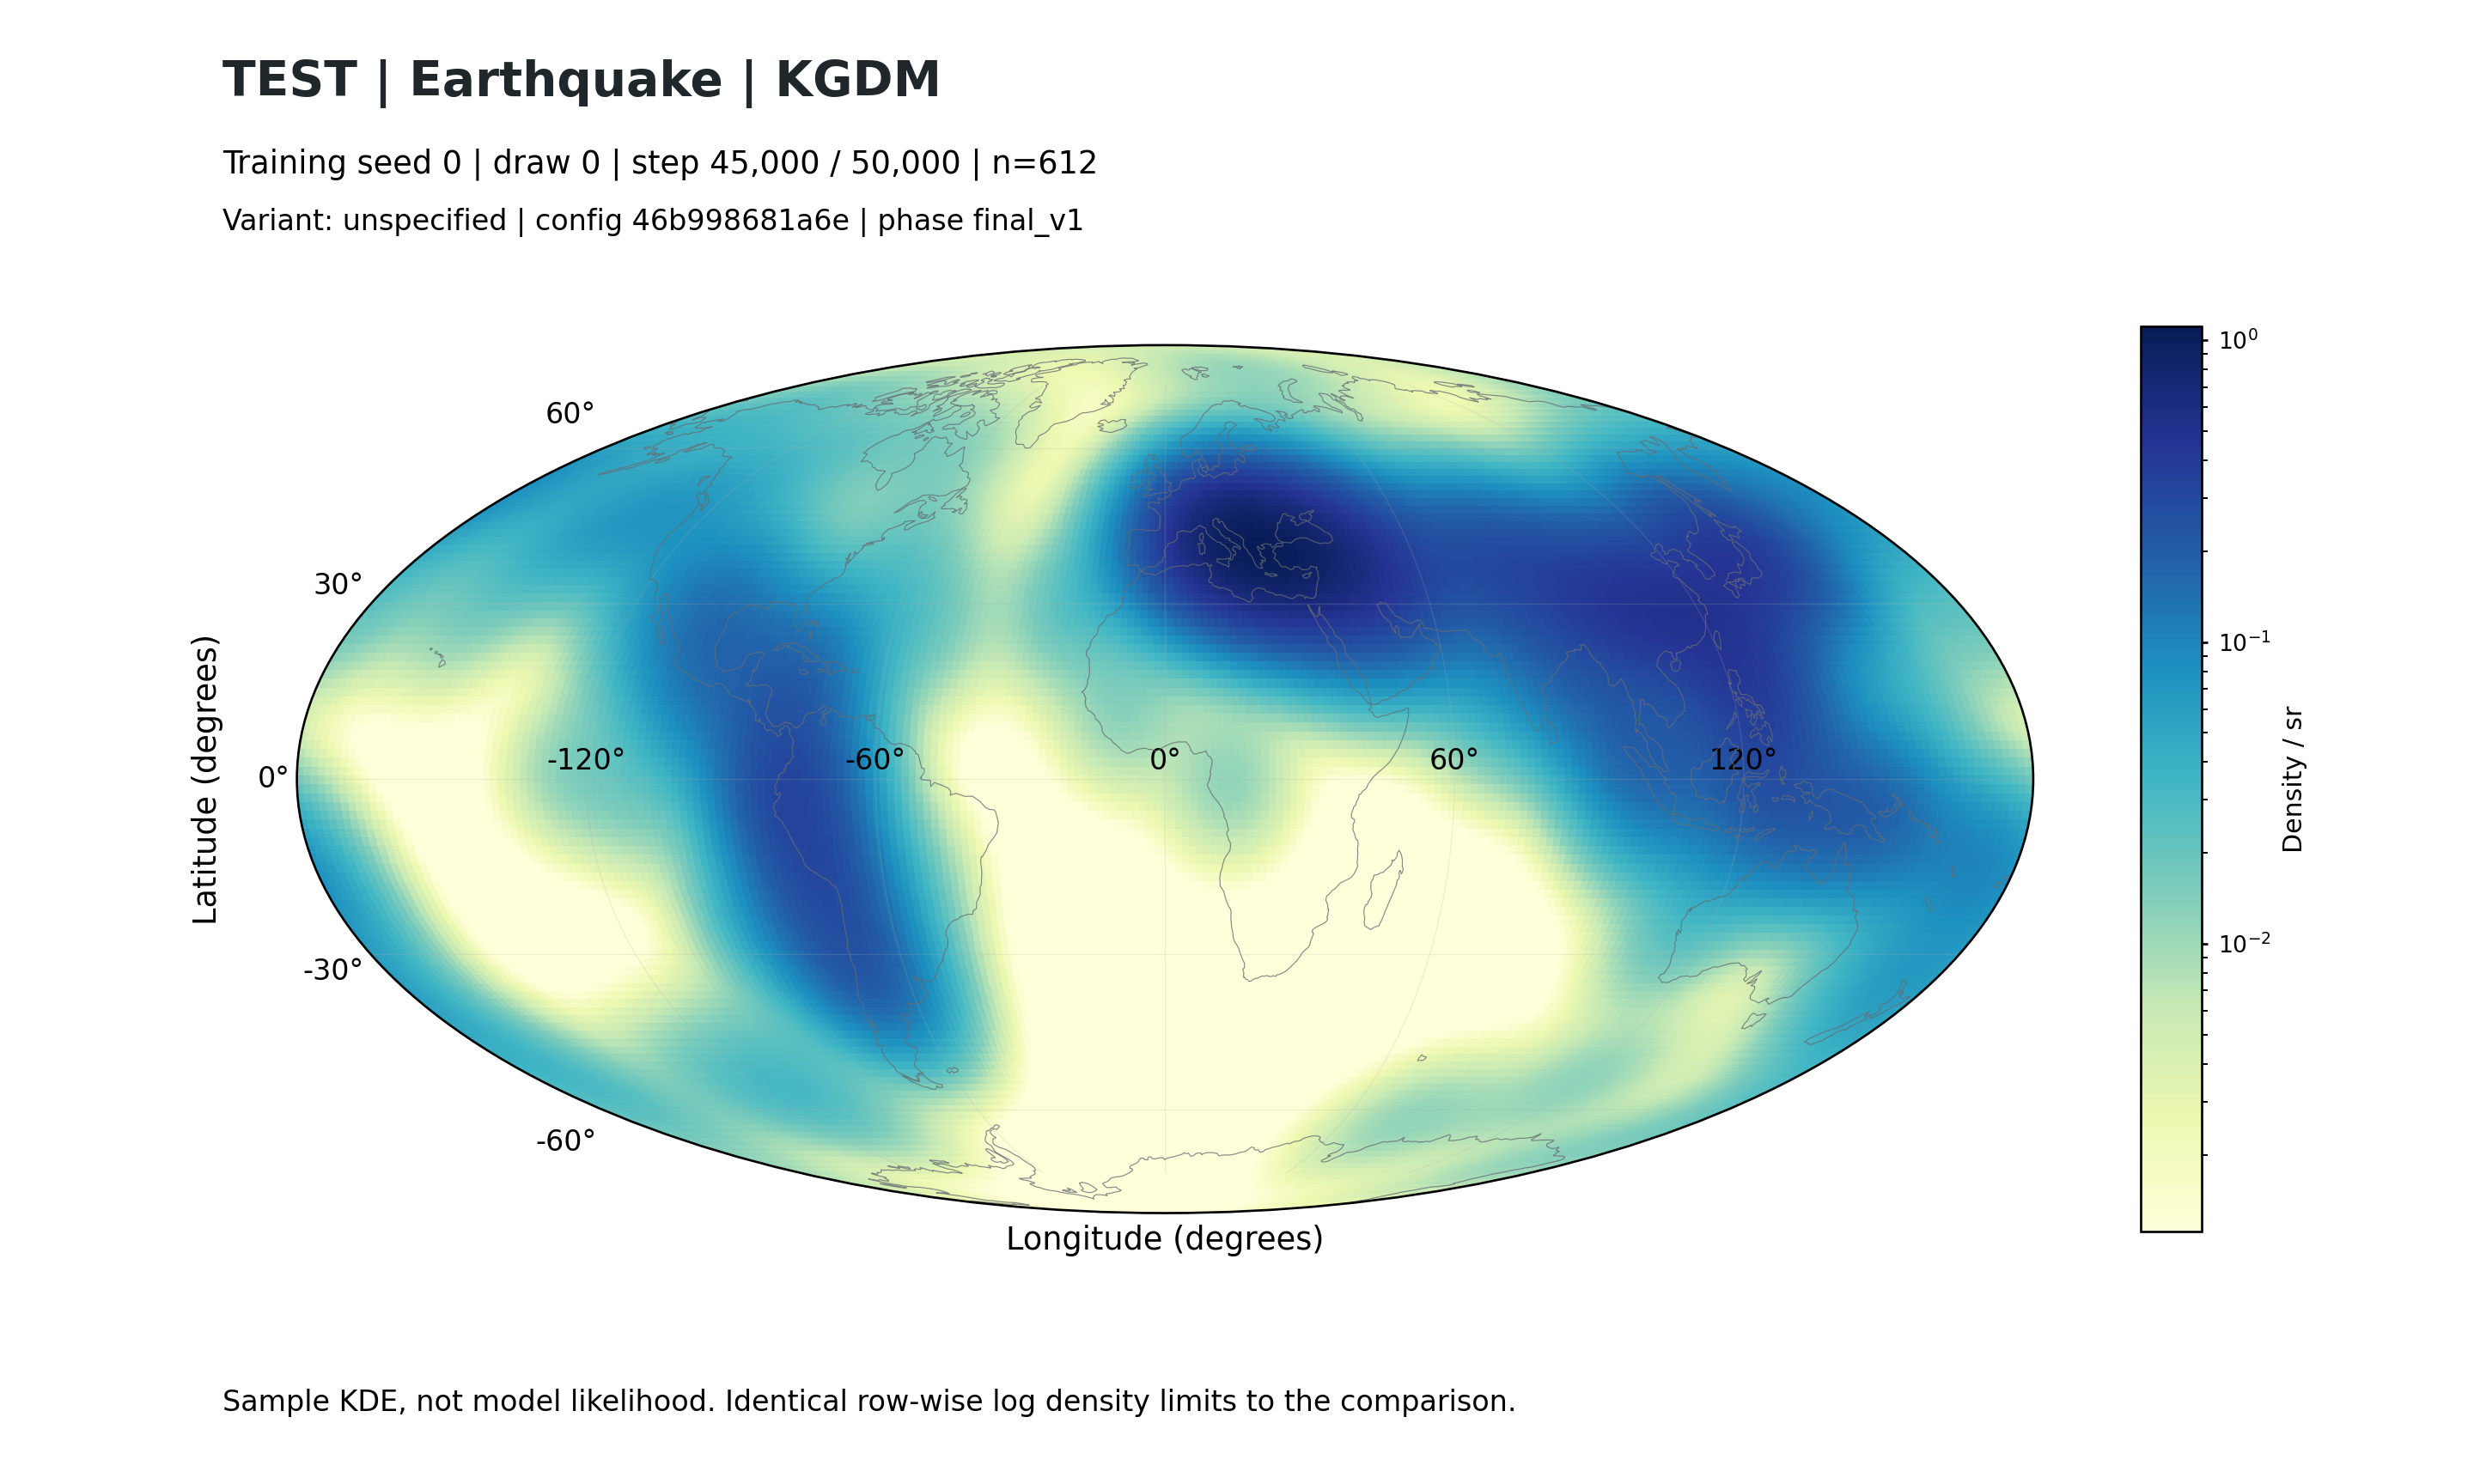 TEST | Earthquake | KGDM
Training seed 0 | draw 0 | step 45,000 / 50,000 | n=612
Variant: unspecified | config 46b998681a6e | phase final_v1
60°
30°
0°
-30°
-60°
-120°
-60°
0°
60°
120°
Latitude (degrees)
Longitude (degrees)
10⁰
10⁻¹
10⁻²
Density / sr
Sample KDE, not model likelihood. Identical row-wise log density limits to the comparison.